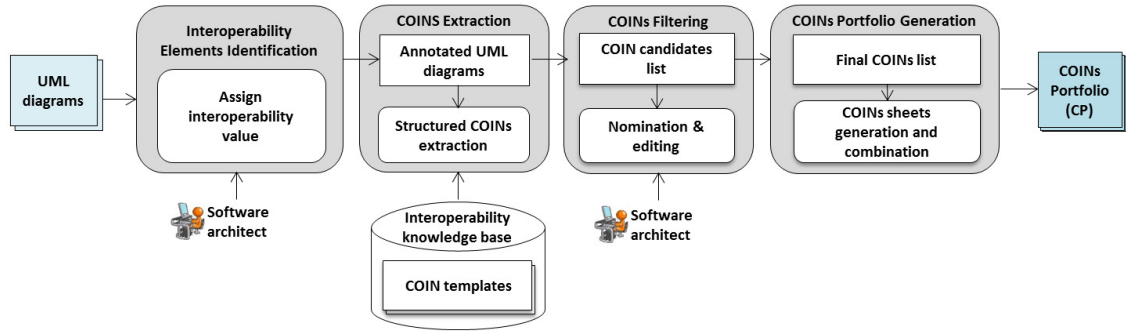 UML
diagrams
Interoperability
Elements Identification
Assign
interoperability
value
Software
architect
COINS Extraction
Annotated UML
diagrams
Structured COINs
extraction
Interoperability
knowledge base
COIN templates
COINs Filtering
COIN candidates
list
Nomination &
editing
Software
architect
COINs Portfolio Generation
Final COINs list
COINs sheets
generation and
combination
COINs
Portfolio
(CP)